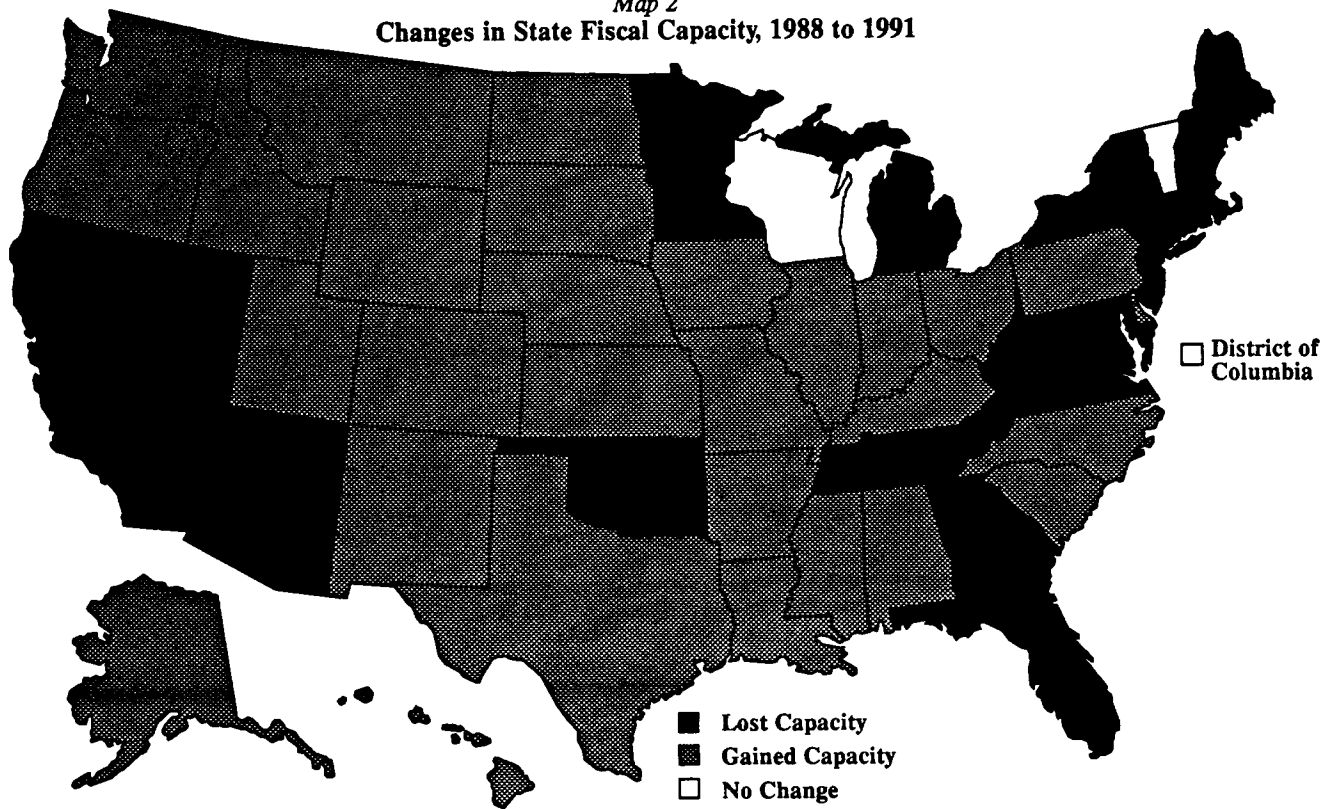 Map 2
Changes in State Fiscal Capacity, 1988 to 1991
District of
Columbia
Lost Capacity
Gained Capacity
No Change